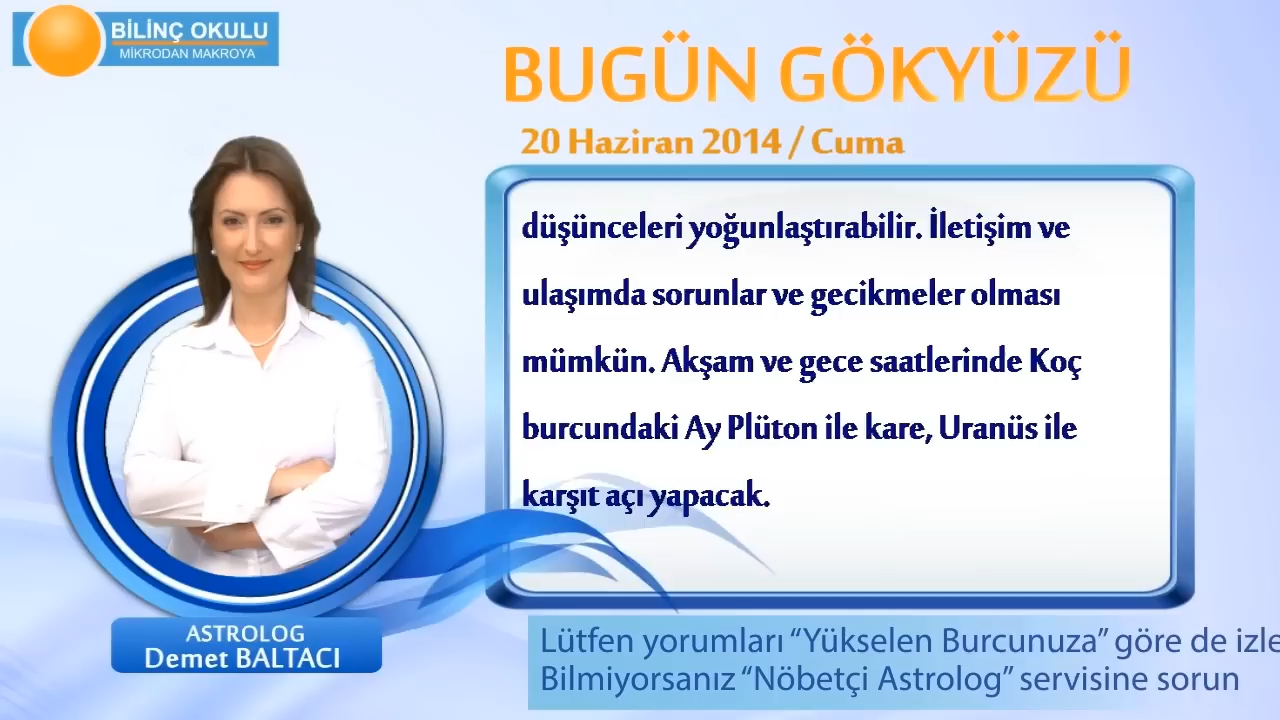 BİLİNÇ OKULU
MİKRODAN MAKROYA
BUGÜN GÖKYÜZÜ
20 Haziran 2014 / Cuma
düşünceleri yoğunlaştırabilir. İletişim ve
ulaşımda sorunlar ve gecikmeler olması
mümkün. Akşam ve gece saatlerinde Koç
burcundaki Ay Plüton ile kare, Uranüs ile
karşıt açı yapacak.
ASTROLOG
Demet BALTACI
Lütfen yorumları “Yükselen Burcunuza” göre de izle
Bilmiyorsanız “Nöbetçi Astrolog” servisine sorun